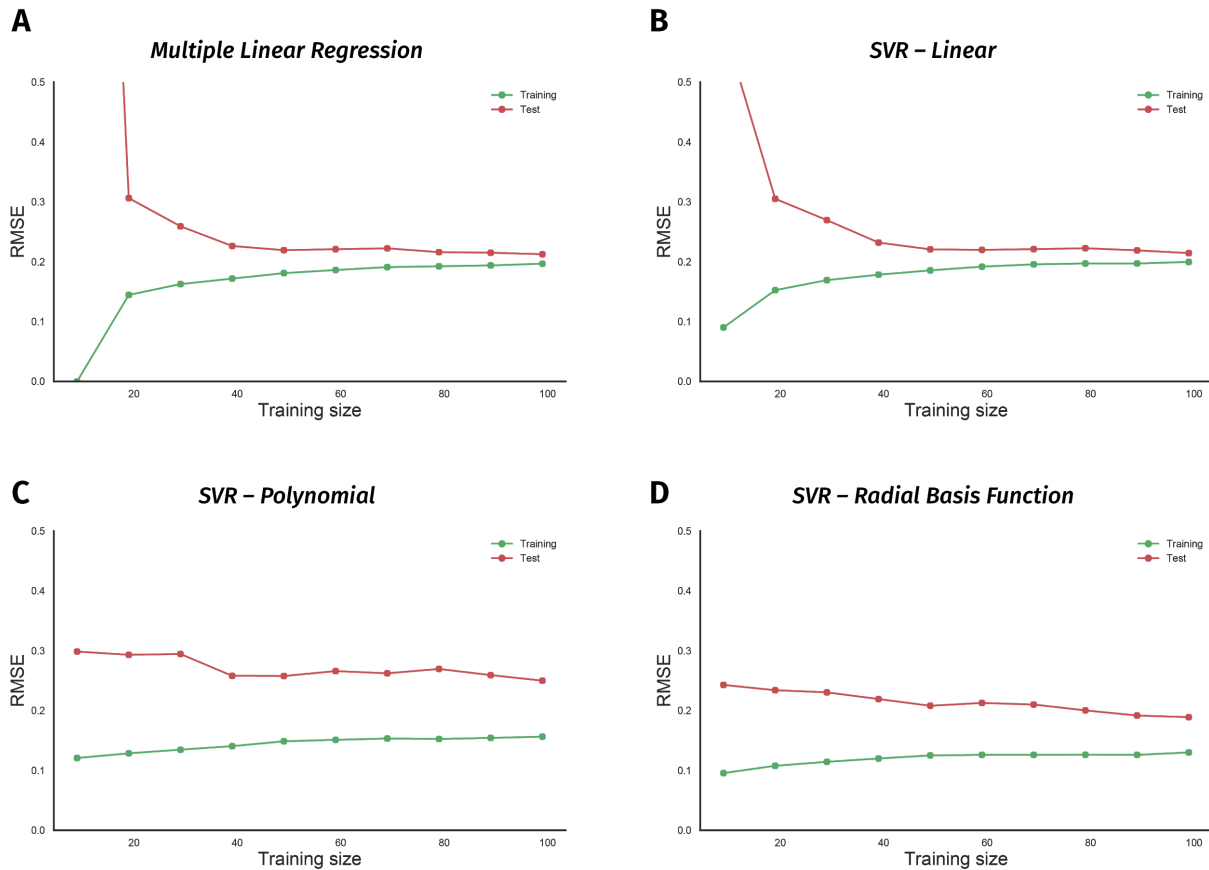 A
Multiple Linear Regression
0.5
0.4
0.3
0.2
0.1
0.0
RMSE
20 40 60 80 100
Training size
Training
Test
B
SVR – Linear
0.5
0.4
0.3
0.2
0.1
0.0
RMSE
20 40 60 80 100
Training size
Training
Test
C
SVR – Polynomial
0.5
0.4
0.3
0.2
0.1
0.0
RMSE
20 40 60 80 100
Training size
Training
Test
D
SVR – Radial Basis Function
0.5
0.4
0.3
0.2
0.1
0.0
RMSE
20 40 60 80 100
Training size
Training
Test